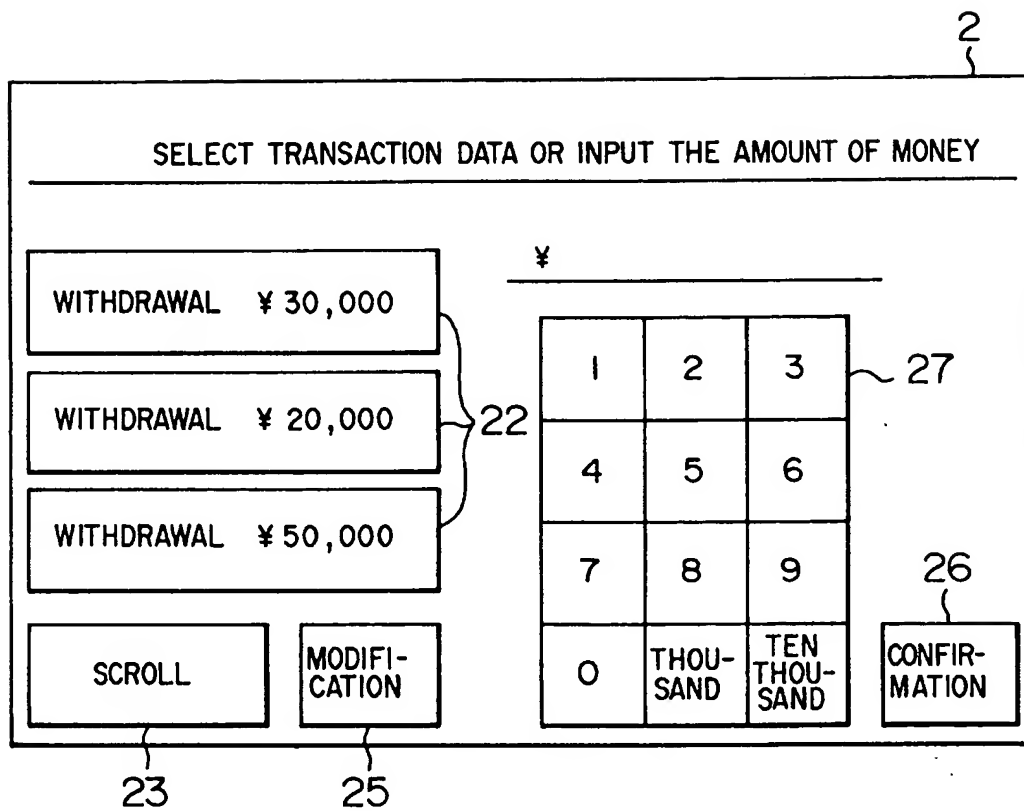 2
SELECT TRANSACTION DATA OR INPUT THE AMOUNT OF MONEY
WITHDRAWAL ¥ 30,000
WITHDRAWAL ¥ 20,000
WITHDRAWAL ¥ 50,000
22
SCROLL
MODIFI-
CATION
23
25
¥
1 2 3
4 5 6
7 8 9
0 THOU-
SAND
TEN
THOU-
SAND
27
26
CONFIR-
MATION